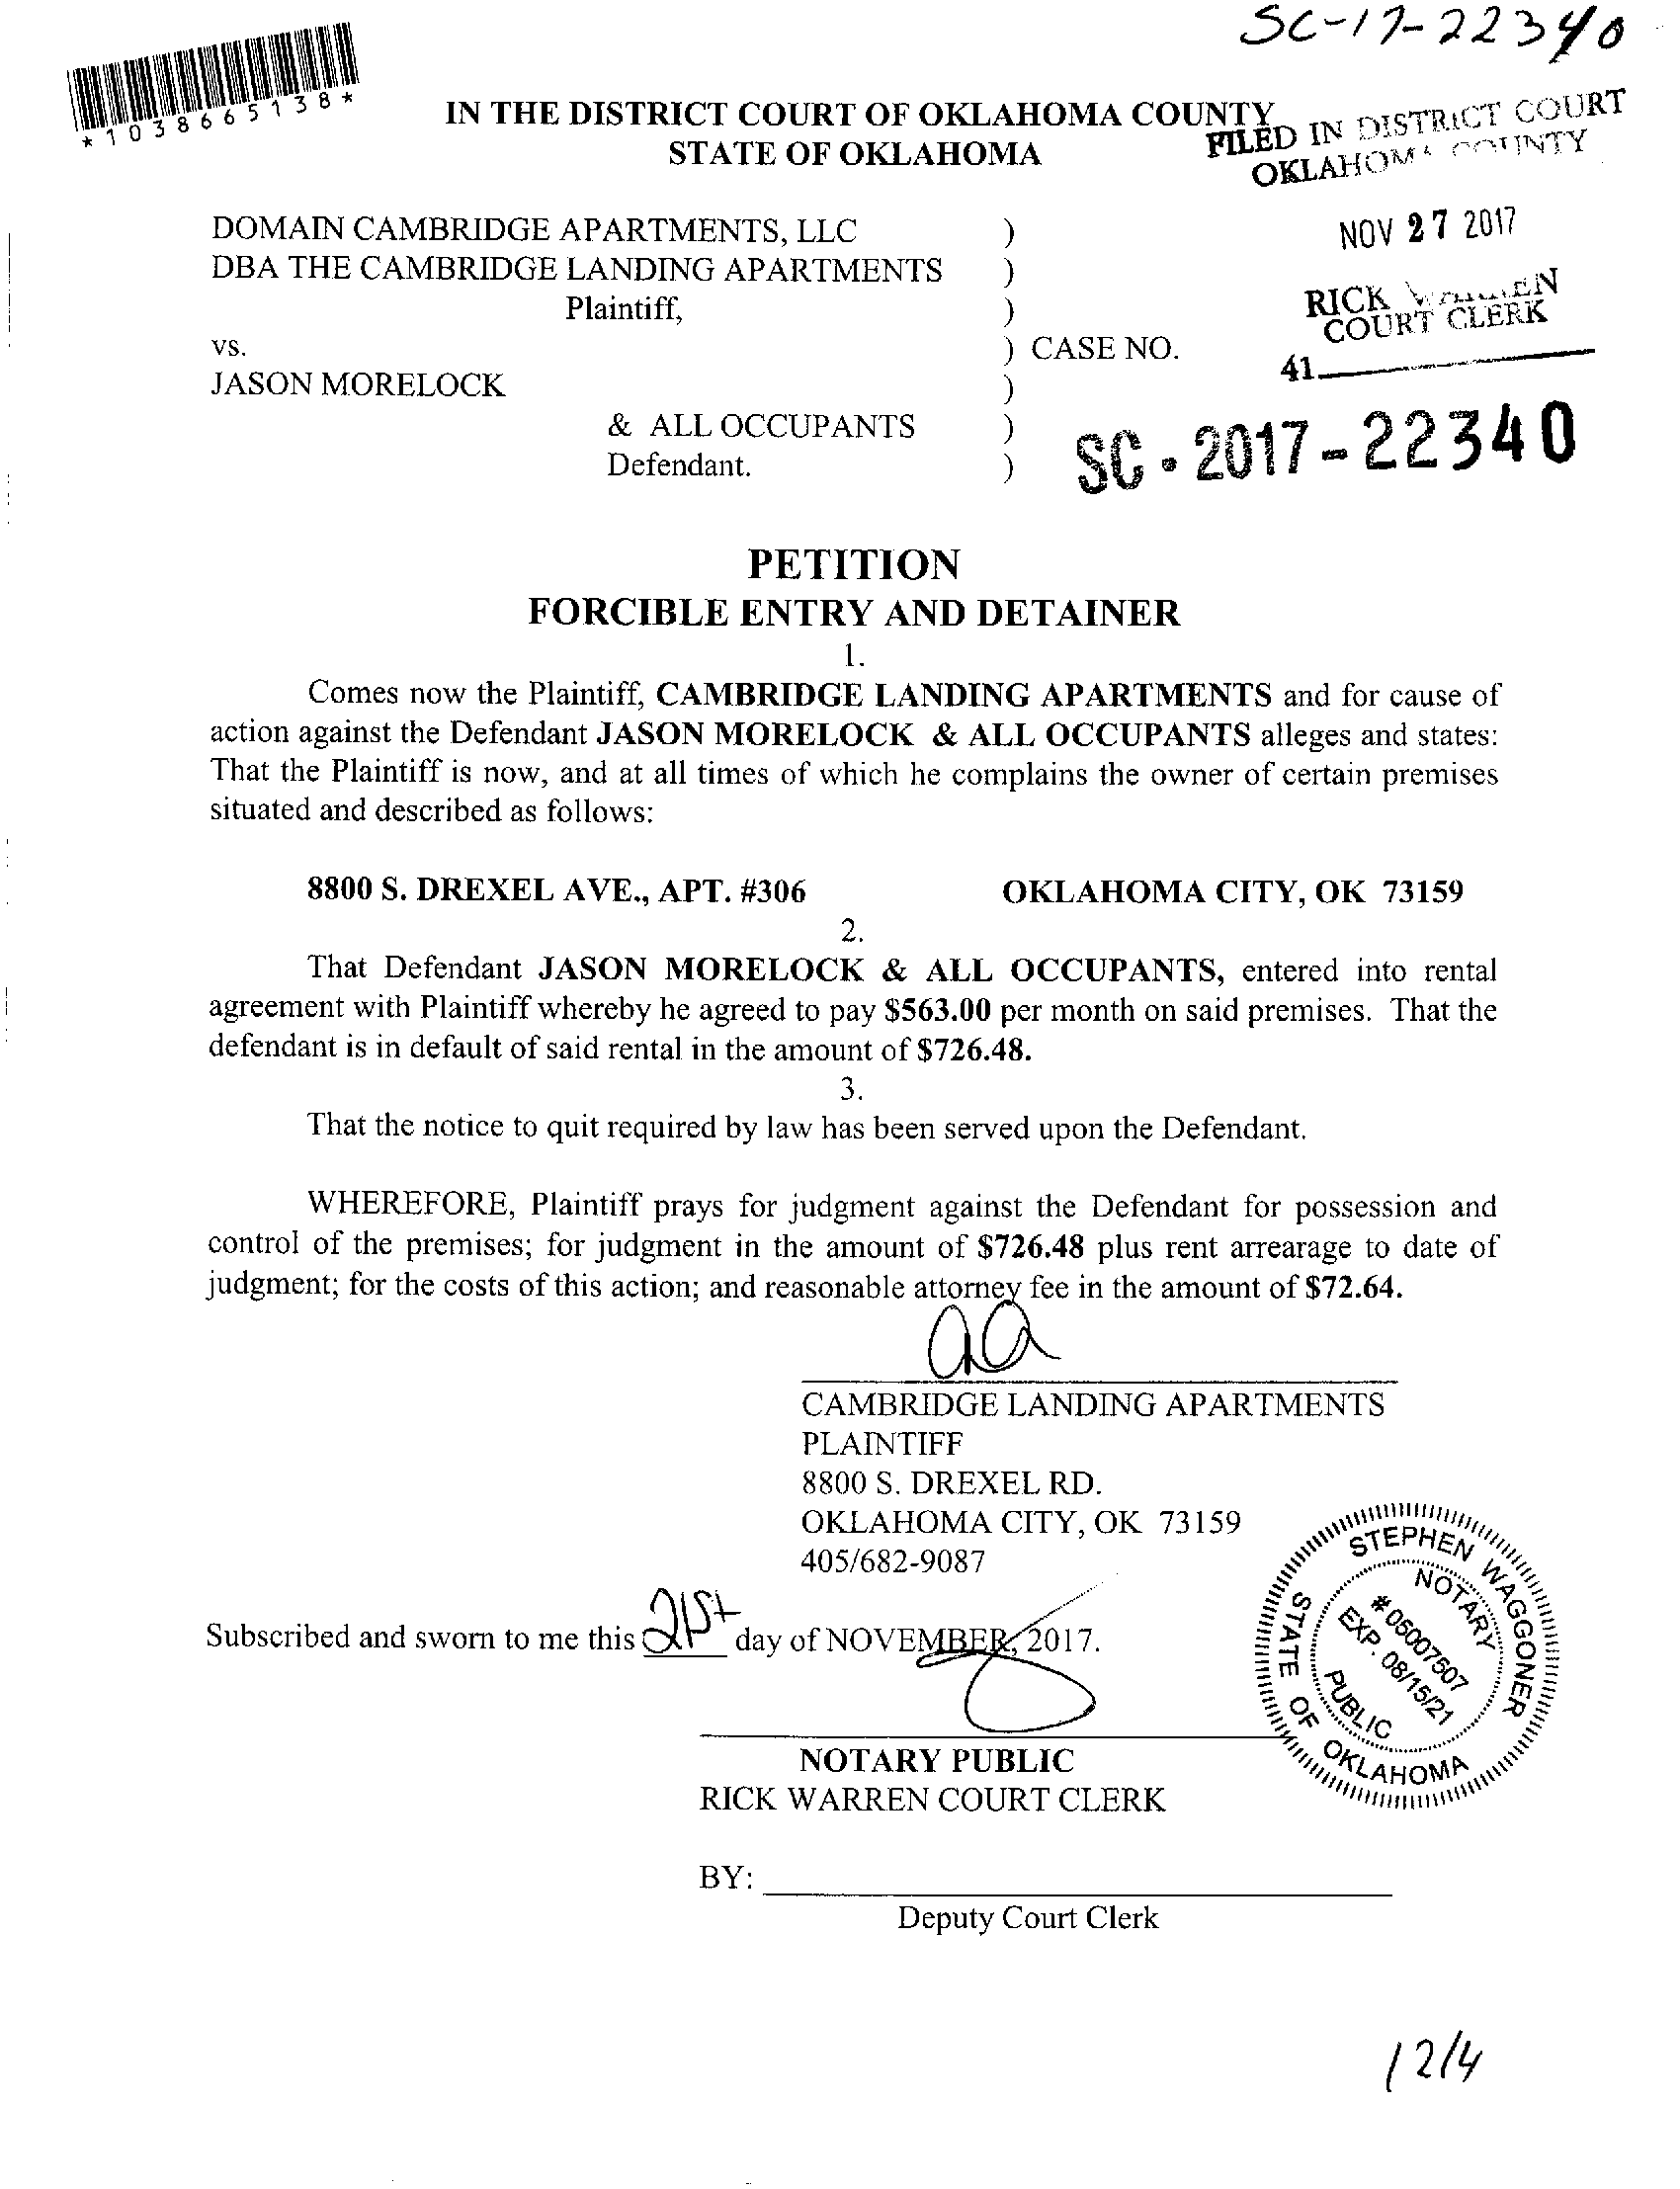 SC-17-22340
*1038665138*
IN THE DISTRICT COURT OF OKLAHOMA COUNTY
STATE OF OKLAHOMA
FILED IN DISTRICT COURT
OKLAHOMA COUNTY
DOMAIN CAMBRIDGE APARTMENTS, LLC )
DBA THE CAMBRIDGE LANDING APARTMENTS )
Plaintiff, )
vs. ) CASE NO.
JASON MORELOCK )
& ALL OCCUPANTS )
Defendant. )
NOV 27 2017
RICK WARREN
COURT CLERK
41
SC-2017-22340
PETITION
FORCIBLE ENTRY AND DETAINER
1.
Comes now the Plaintiff, CAMBRIDGE LANDING APARTMENTS and for cause of
action against the Defendant JASON MORELOCK & ALL OCCUPANTS alleges and states:
That the Plaintiff is now, and at all times of which he complains the owner of certain premises
situated and described as follows:
8800 S. DREXEL AVE., APT. #306 OKLAHOMA CITY, OK 73159
2.
That Defendant JASON MORELOCK & ALL OCCUPANTS, entered into rental
agreement with Plaintiff whereby he agreed to pay $563.00 per month on said premises. That the
defendant is in default of said rental in the amount of $726.48.
3.
That the notice to quit required by law has been served upon the Defendant.
WHEREFORE, Plaintiff prays for judgment against the Defendant for possession and
control of the premises; for judgment in the amount of $726.48 plus rent arrearage to date of
judgment; for the costs of this action; and reasonable attorney fee in the amount of $72.64.
CAMBRIDGE LANDING APARTMENTS
PLAINTIFF
8800 S. DREXEL RD.
OKLAHOMA CITY, OK 73159
405/682-9087
Subscribed and sworn to me this 21st day of NOVEMBER, 2017.
STEPHEN WAGGONER
NOTARY
# 05007507
EXP. 08/15/21
PUBLIC
STATE OF OKLAHOMA
NOTARY PUBLIC
RICK WARREN COURT CLERK
BY:
Deputy Court Clerk
12/4